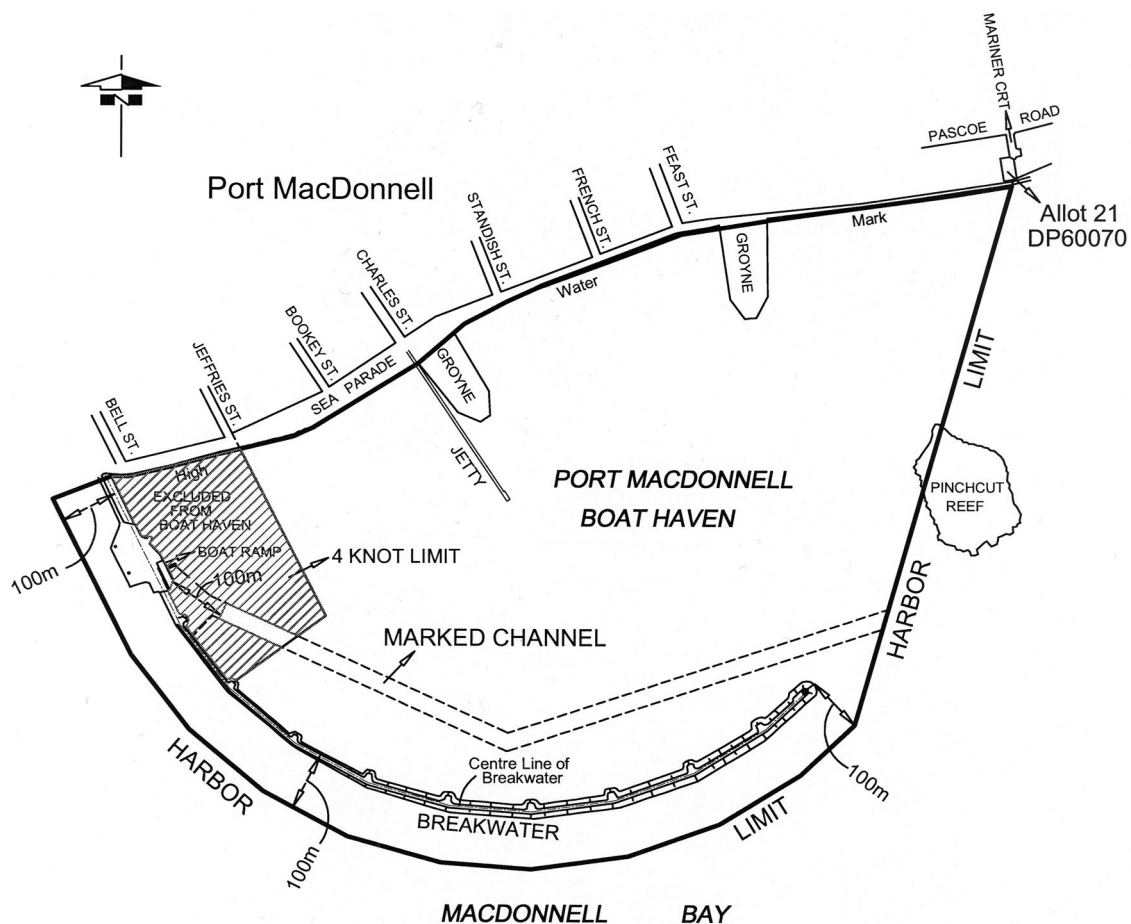 MARINER CRT
PASCOE ROAD
N
Port MacDonnell
Allot 21
DP60070
FEAST ST.
FRENCH ST.
STANDISH ST.
CHARLES ST.
BOOKEY ST.
JEFFRIES ST.
BELL ST.
Mark
GROYNE
Water
GROYNE
SEA PARADE
JETTY
High
LIMIT
PORT MACDONNELL
BOAT HAVEN
PINCHCUT
REEF
EXCLUDED
FROM
BOAT HAVEN
BOAT RAMP
4 KNOT LIMIT
100m
100m
HARBOR
MARKED CHANNEL
HARBOR
Centre Line of
Breakwater
BREAKWATER
100m
100m
LIMIT
MACDONNELL BAY